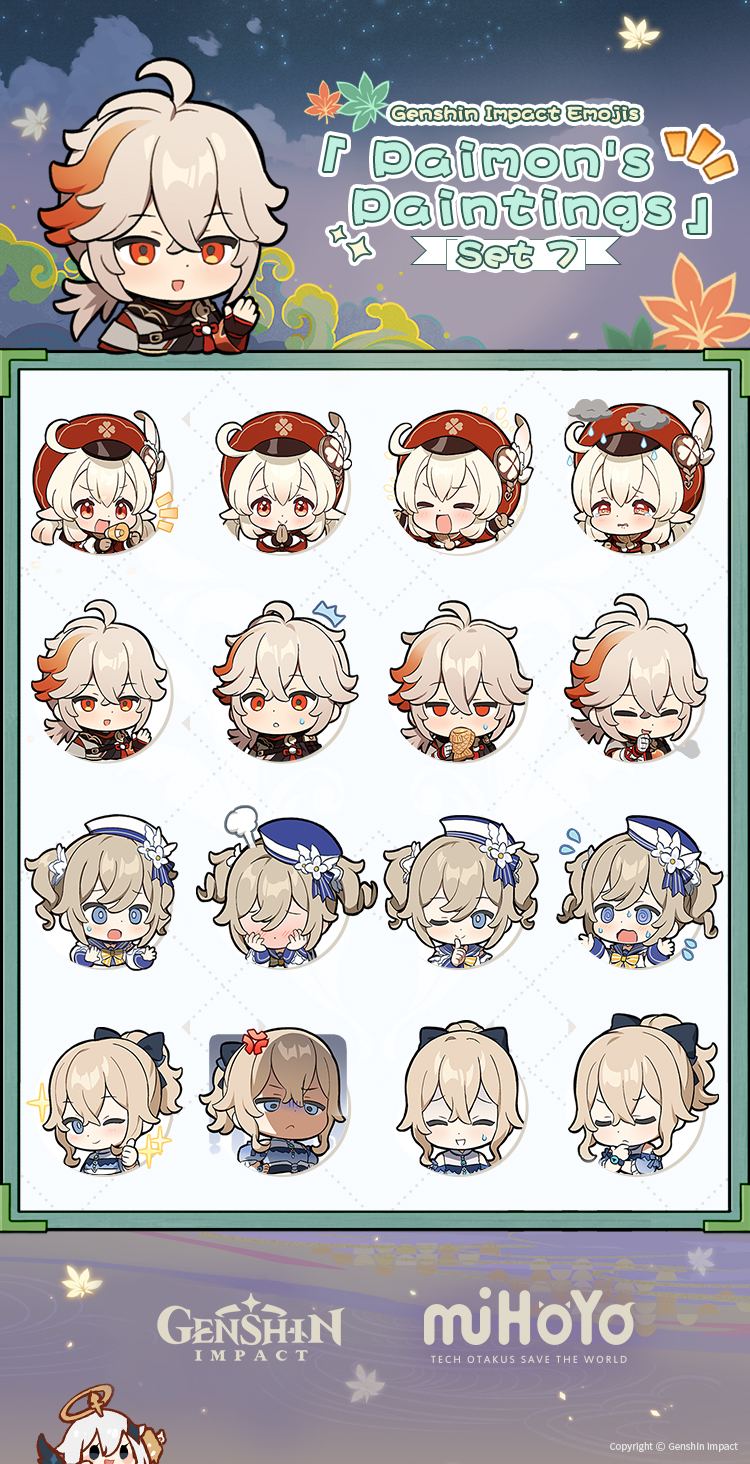 Genshin Impact Emojis
「Paimon's
Paintings」
Set 7
GENSHIN
IMPACT
miHoYo
TECH OTAKUS SAVE THE WORLD
Copyright © Genshin Impact